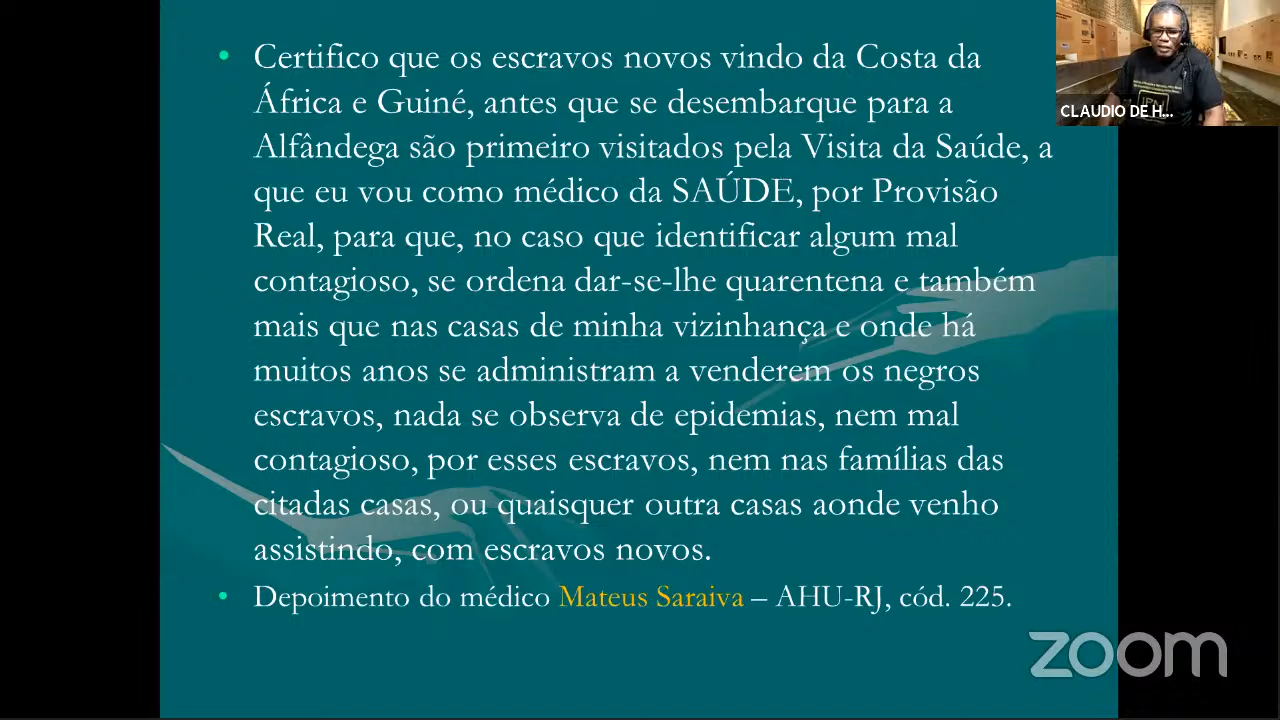 Certifico que os escravos novos vindo da Costa da
África e Guiné, antes que se desembarque para a
Alfândega são primeiro visitados pela Visita da Saúde, a
que eu vou como médico da SAÚDE, por Provisão
Real, para que, no caso que identificar algum mal
contagioso, se ordena dar-se-lhe quarentena e também
mais que nas casas de minha vizinhança e onde há
muitos anos se administram a venderem os negros
escravos, nada se observa de epidemias, nem mal
contagioso, por esses escravos, nem nas famílias das
citadas casas, ou quaisquer outra casas aonde venho
assistindo, com escravos novos.
Depoimento do médico Mateus Saraiva – AHU-RJ, cód. 225.
CLAUDIO DE H...
zoom